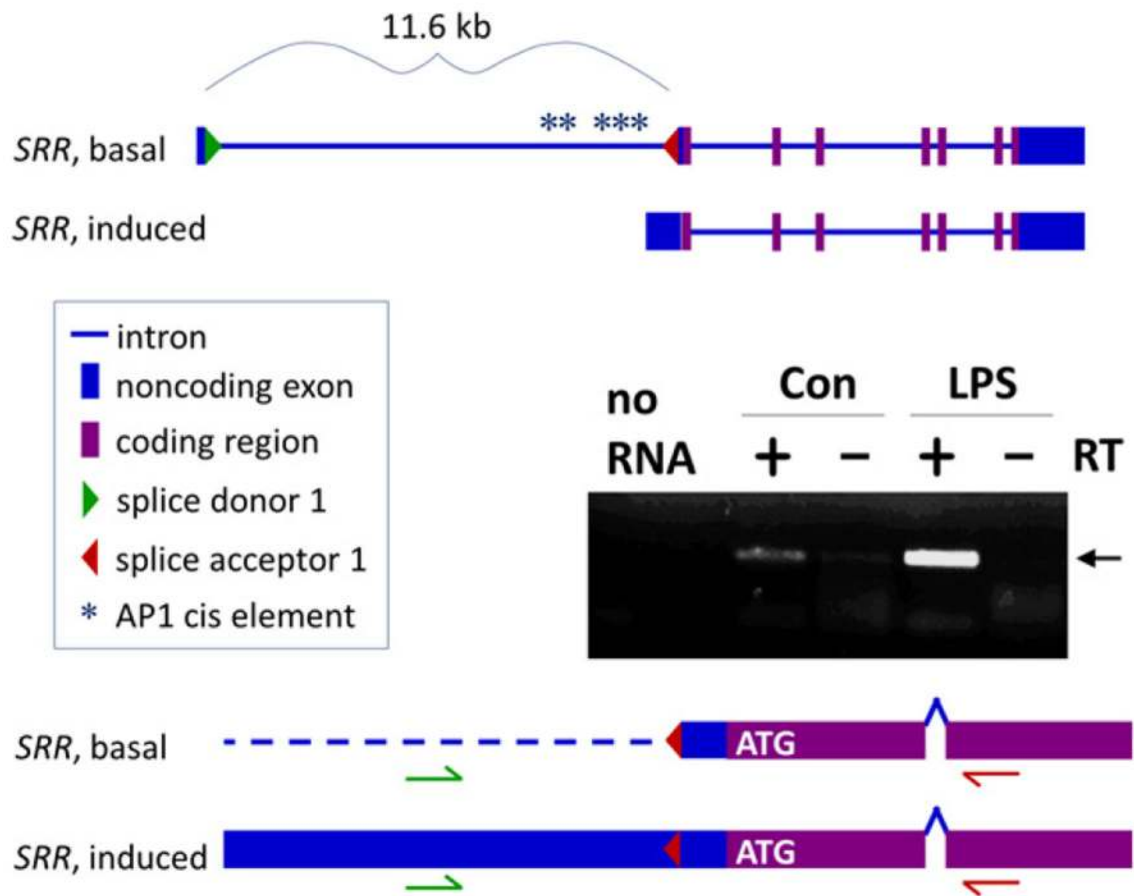 11.6 kb
** ***
SRR, basal
SRR, induced
intron
noncoding exon
coding region
splice donor 1
splice acceptor 1
* AP1 cis element
no RNA
Con LPS
+ − + − RT
SRR, basal
ATG
SRR, induced
ATG